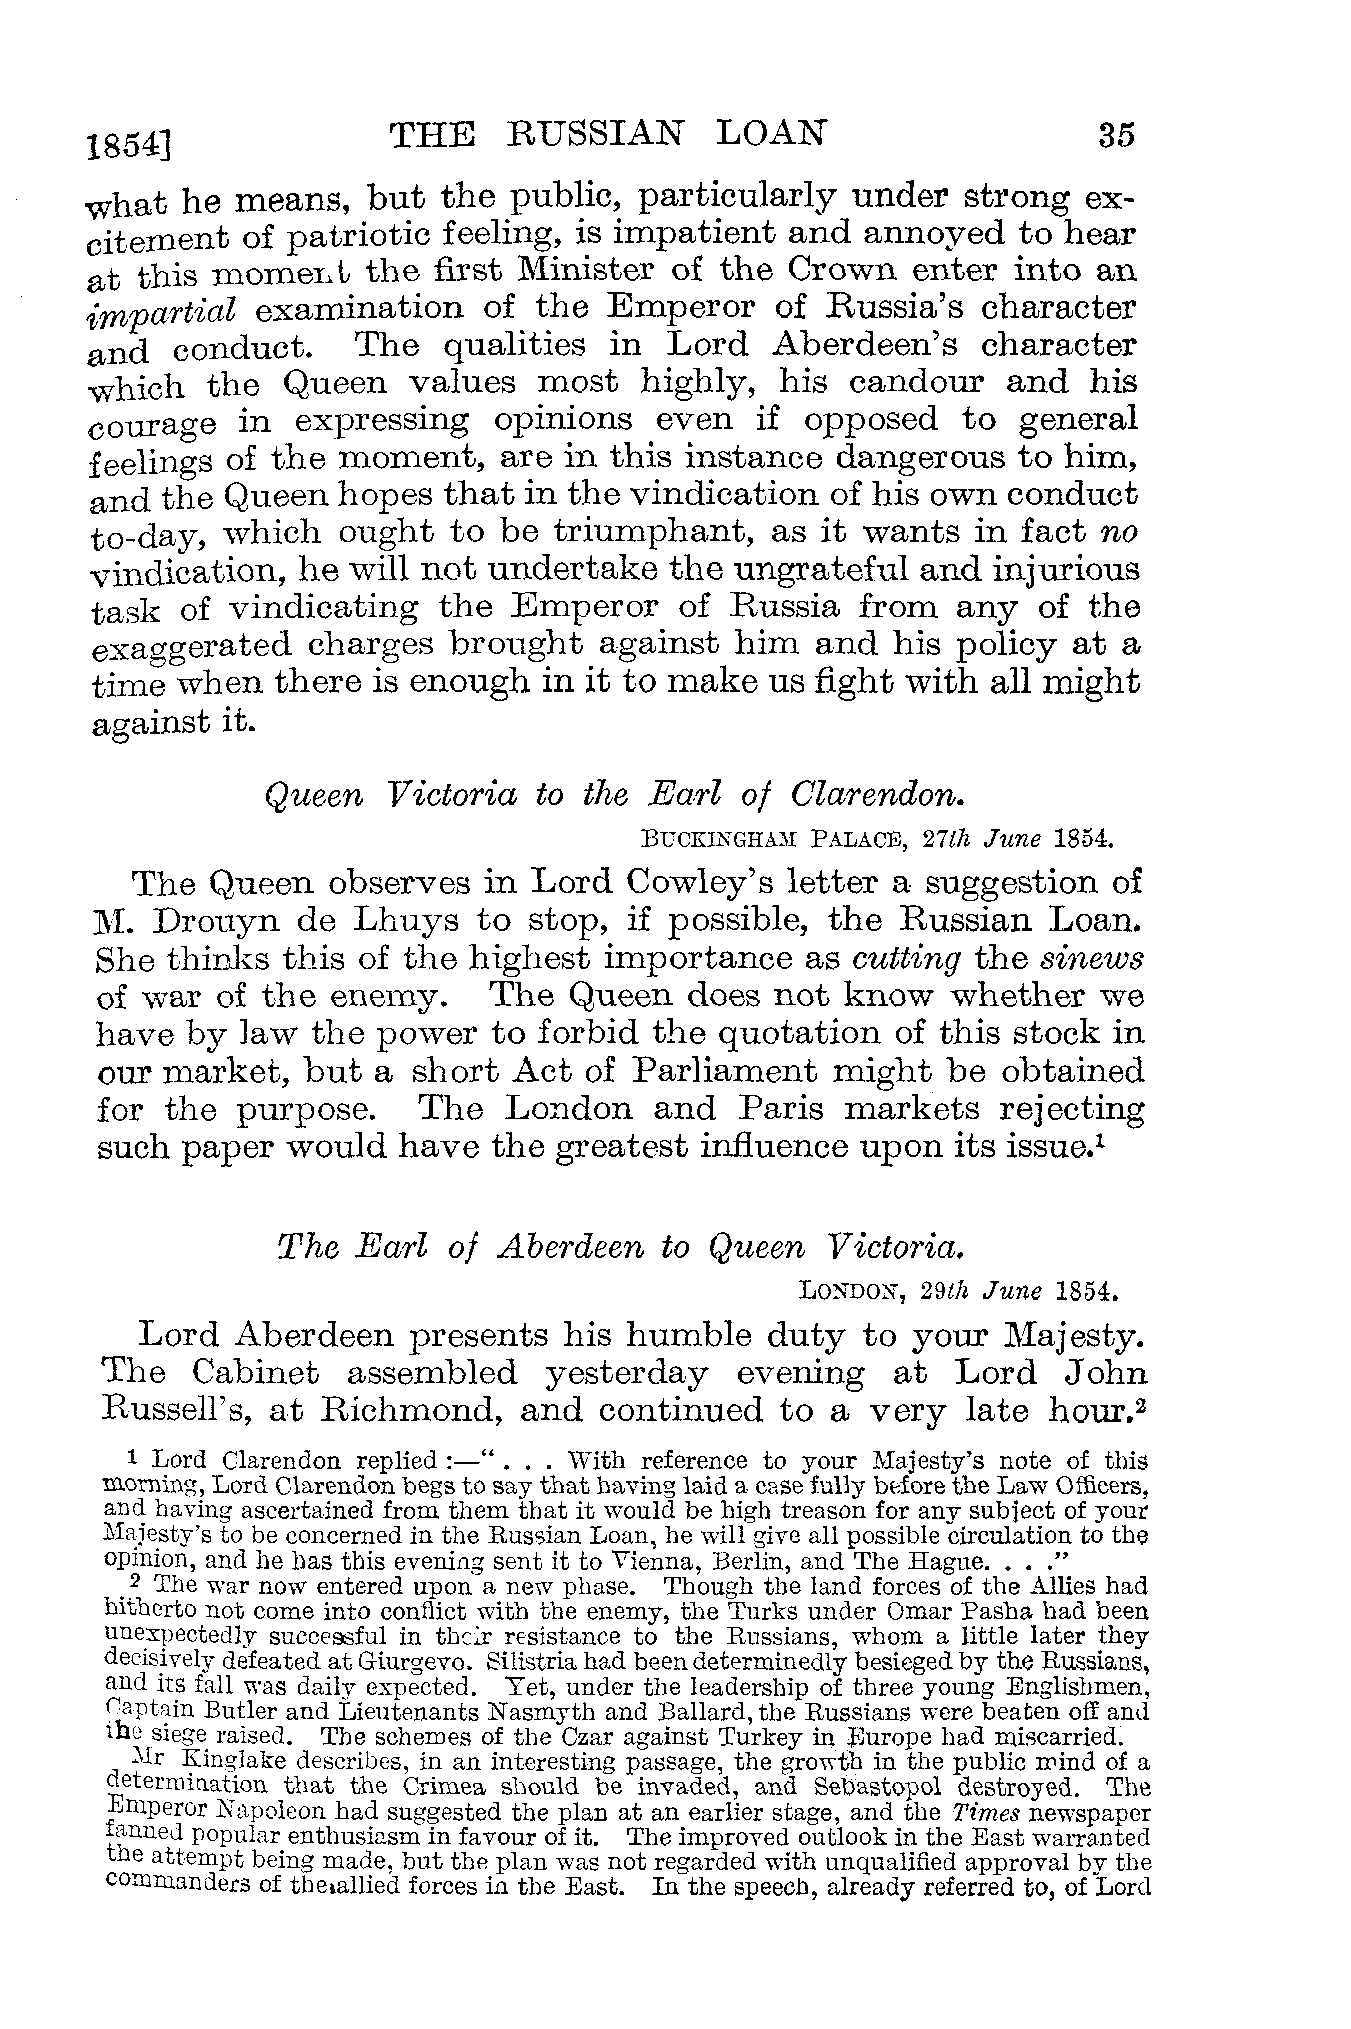 1854] THE RUSSIAN LOAN 35
what he means, but the public, particularly under strong ex-
citement of patriotic feeling, is impatient and annoyed to hear
at this moment the first Minister of the Crown enter into an
impartial examination of the Emperor of Russia's character
and conduct. The qualities in Lord Aberdeen's character
which the Queen values most highly, his candour and his
courage in expressing opinions even if opposed to general
feelings of the moment, are in this instance dangerous to him,
and the Queen hopes that in the vindication of his own conduct
to-day, which ought to be triumphant, as it wants in fact no
vindication, he will not undertake the ungrateful and injurious
task of vindicating the Emperor of Russia from any of the
exaggerated charges brought against him and his policy at a
time when there is enough in it to make us fight with all might
against it.
Queen Victoria to the Earl of Clarendon.
BUCKINGHAM PALACE, 27th June 1854.
The Queen observes in Lord Cowley's letter a suggestion of
M. Drouyn de Lhuys to stop, if possible, the Russian Loan.
She thinks this of the highest importance as cutting the sinews
of war of the enemy. The Queen does not know whether we
have by law the power to forbid the quotation of this stock in
our market, but a short Act of Parliament might be obtained
for the purpose. The London and Paris markets rejecting
such paper would have the greatest influence upon its issue.¹
The Earl of Aberdeen to Queen Victoria.
LONDON, 29th June 1854.
Lord Aberdeen presents his humble duty to your Majesty.
The Cabinet assembled yesterday evening at Lord John
Russell's, at Richmond, and continued to a very late hour.²
1 Lord Clarendon replied :—“ . . . With reference to your Majesty's note of this
morning, Lord Clarendon begs to say that having laid a case fully before the Law Officers,
and having ascertained from them that it would be high treason for any subject of your
Majesty's to be concerned in the Russian Loan, he will give all possible circulation to the
opinion, and he has this evening sent it to Vienna, Berlin, and The Hague. . . .”
2 The war now entered upon a new phase. Though the land forces of the Allies had
hitherto not come into conflict with the enemy, the Turks under Omar Pasha had been
unexpectedly successful in their resistance to the Russians, whom a little later they
decisively defeated at Giurgevo. Silistria had been determinedly besieged by the Russians,
and its fall was daily expected. Yet, under the leadership of three young Englishmen,
Captain Butler and Lieutenants Nasmyth and Ballard, the Russians were beaten off and
the siege raised. The schemes of the Czar against Turkey in Europe had miscarried.
Mr Kinglake describes, in an interesting passage, the growth in the public mind of a
determination that the Crimea should be invaded, and Sebastopol destroyed. The
Emperor Napoleon had suggested the plan at an earlier stage, and the Times newspaper
fanned popular enthusiasm in favour of it. The improved outlook in the East warranted
the attempt being made, but the plan was not regarded with unqualified approval by the
commanders of the allied forces in the East. In the speech, already referred to, of Lord